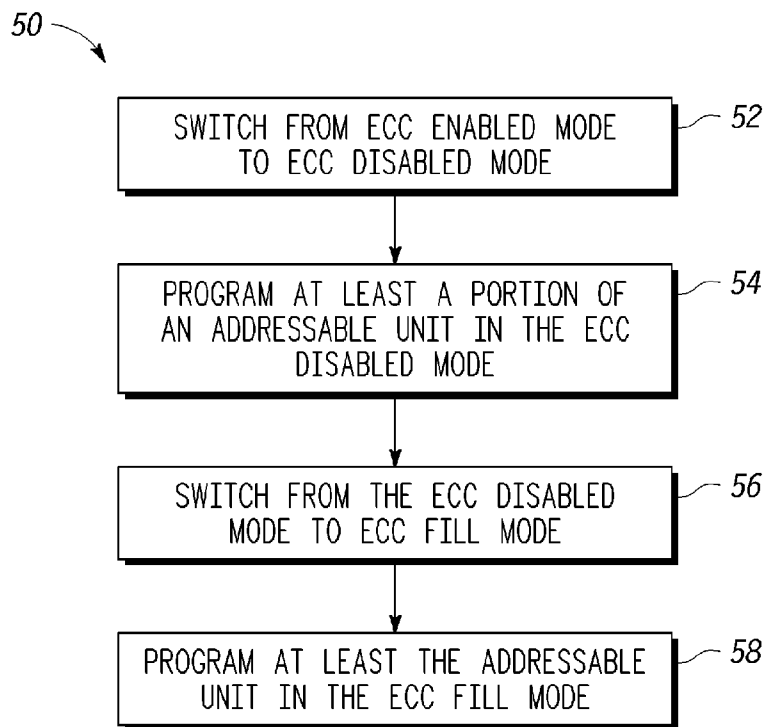 50
SWITCH FROM ECC ENABLED MODE
TO ECC DISABLED MODE
52
PROGRAM AT LEAST A PORTION OF
AN ADDRESSABLE UNIT IN THE ECC
DISABLED MODE
54
SWITCH FROM THE ECC DISABLED
MODE TO ECC FILL MODE
56
PROGRAM AT LEAST THE ADDRESSABLE
UNIT IN THE ECC FILL MODE
58